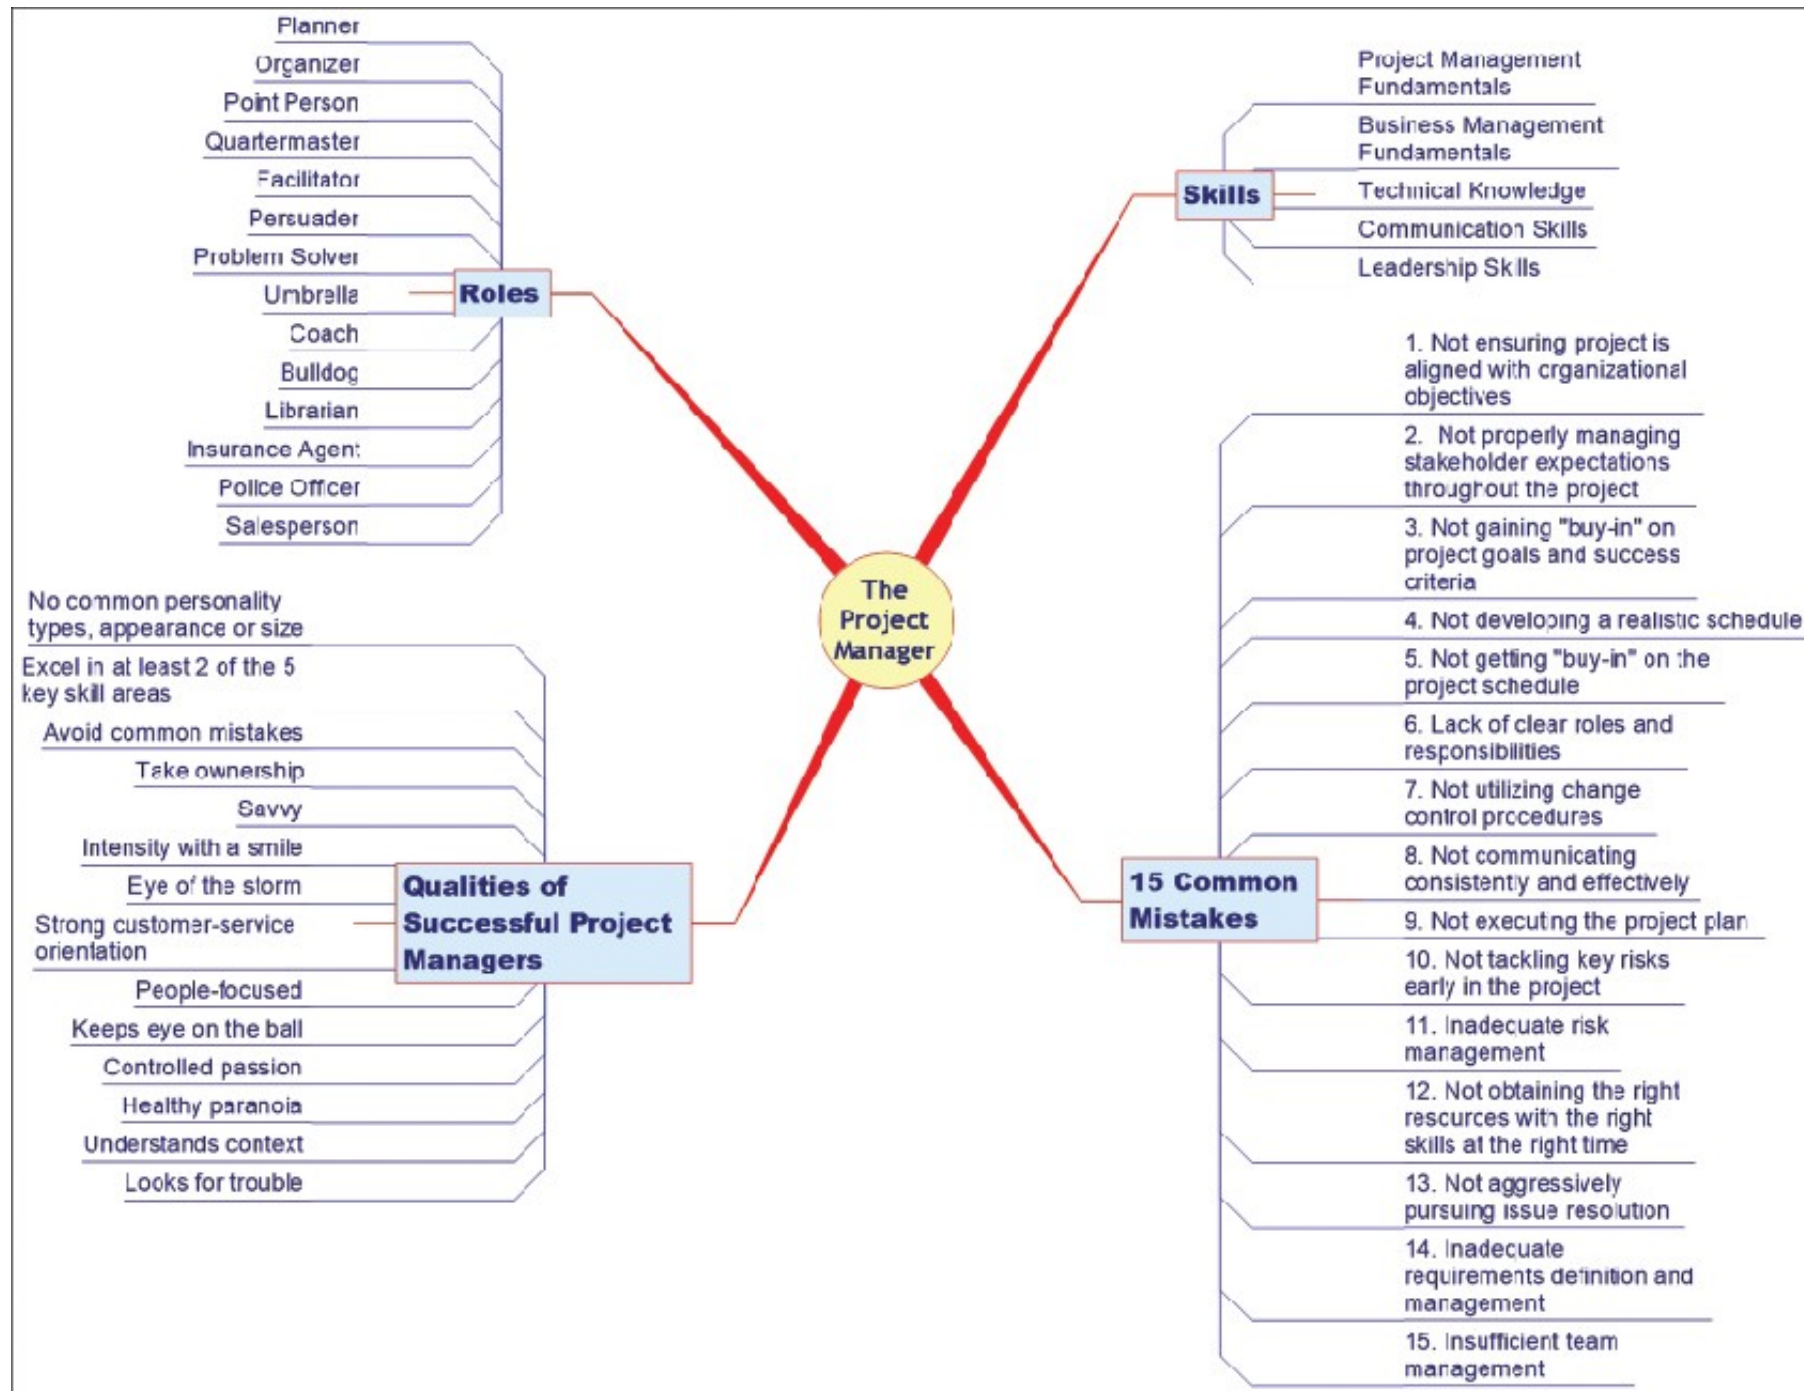 Planner
Organizer
Point Person
Quartermaster
Facilitator
Persuader
Problem Solver
Umbrella
Coach
Bulldog
Librarian
Insurance Agent
Police Officer
Salesperson
Roles
Project Management
Fundamentals
Business Management
Fundamentals
Technical Knowledge
Communication Skills
Leadership Skills
Skills
The
Project
Manager
No common personality
types, appearance or size
Excel in at least 2 of the 5
key skill areas
Avoid common mistakes
Take ownership
Savvy
Intensity with a smile
Eye of the storm
Strong customer-service
orientation
People-focused
Keeps eye on the ball
Controlled passion
Healthy paranoia
Understands context
Looks for trouble
Qualities of
Successful Project
Managers
15 Common
Mistakes
1. Not ensuring project is
aligned with organizational
objectives
2. Not properly managing
stakeholder expectations
throughout the project
3. Not gaining "buy-in" on
project goals and success
criteria
4. Not developing a realistic schedule
5. Not getting "buy-in" on the
project schedule
6. Lack of clear roles and
responsibilities
7. Not utilizing change
control procedures
8. Not communicating
consistently and effectively
9. Not executing the project plan
10. Not tackling key risks
early in the project
11. Inadequate risk
management
12. Not obtaining the right
resources with the right
skills at the right time
13. Not aggressively
pursuing issue resolution
14. Inadequate
requirements definition and
management
15. Insufficient team
management